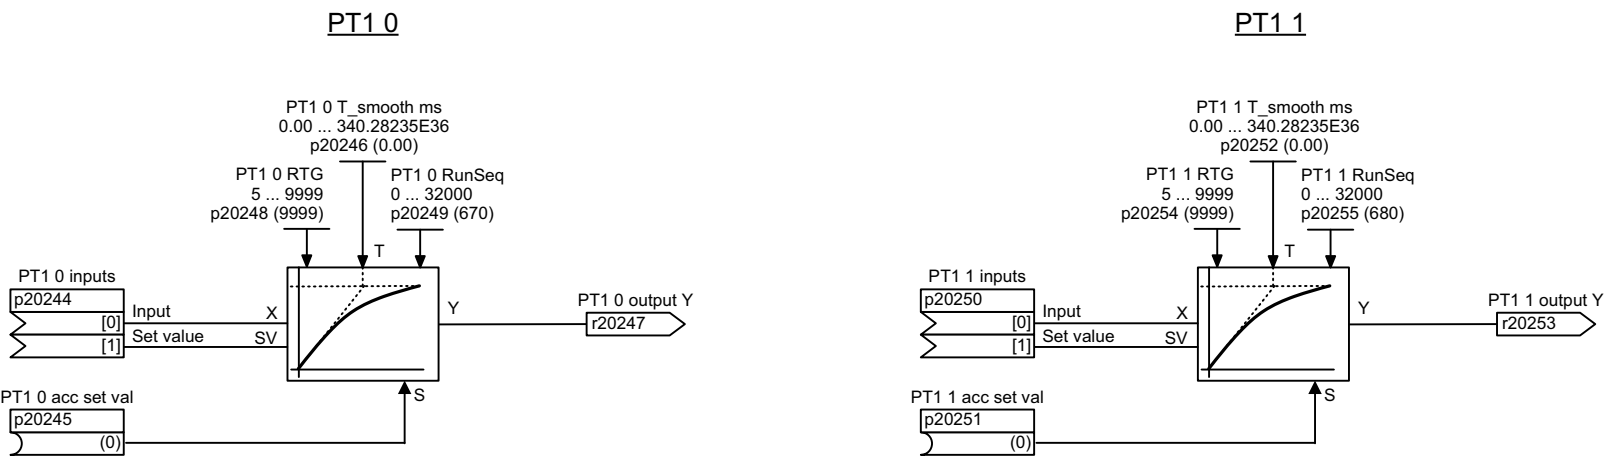 PT1 0
PT1 0 T_smooth ms
0.00 ... 340.28235E36
p20246 (0.00)
PT1 0 RTG
5 ... 9999
p20248 (9999)
PT1 0 RunSeq
0 ... 32000
p20249 (670)
T
PT1 0 inputs
p20244
[0]
[1]
Input
X
Set value
SV
Y
PT1 0 output Y
r20247
PT1 0 acc set val
p20245
(0)
S
PT1 1
PT1 1 T_smooth ms
0.00 ... 340.28235E36
p20252 (0.00)
PT1 1 RTG
5 ... 9999
p20254 (9999)
PT1 1 RunSeq
0 ... 32000
p20255 (680)
T
PT1 1 inputs
p20250
[0]
[1]
Input
X
Set value
SV
Y
PT1 1 output Y
r20253
PT1 1 acc set val
p20251
(0)
S